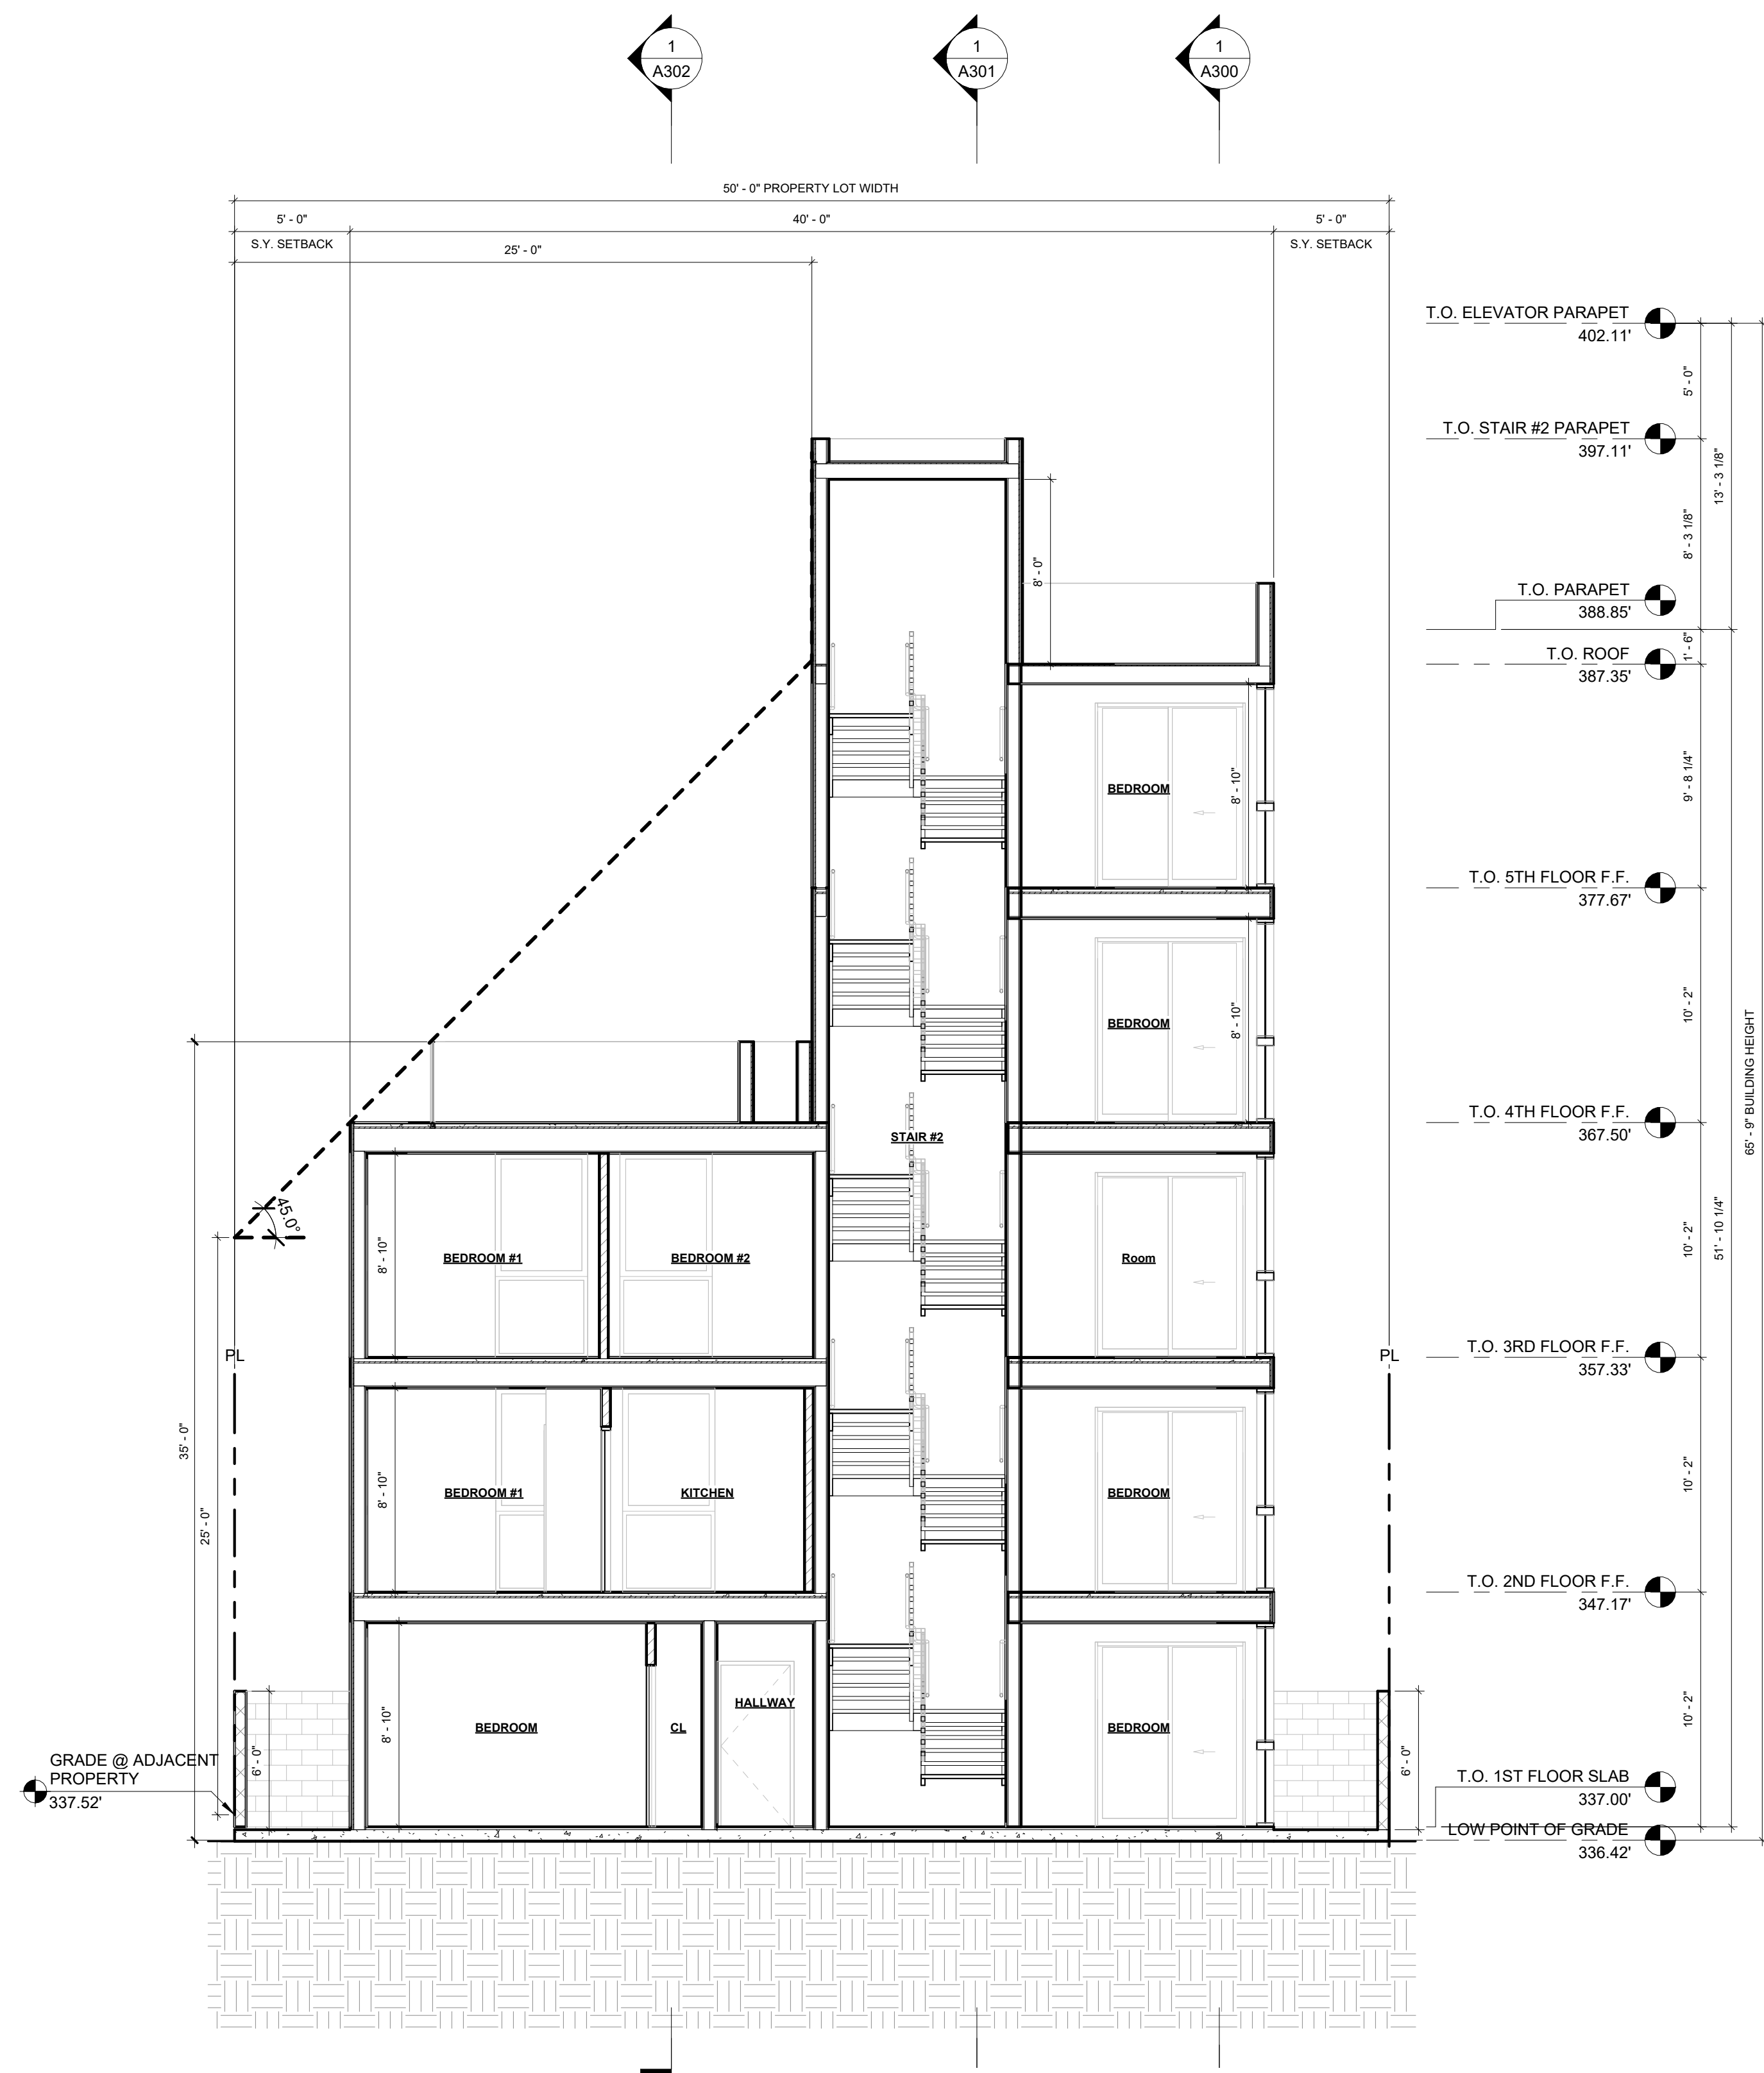 1
A302
1
A301
1
A300
50' - 0" PROPERTY LOT WIDTH
5' - 0"
40' - 0"
5' - 0"
S.Y. SETBACK
S.Y. SETBACK
25' - 0"
T.O. ELEVATOR PARAPET
402.11'
5' - 0"
T.O. STAIR #2 PARAPET
397.11'
13' - 3 1/8"
8' - 3 1/8"
8' - 0"
T.O. PARAPET
388.85'
1' - 6"
T.O. ROOF
387.35'
BEDROOM
8' - 10"
9' - 8 1/4"
T.O. 5TH FLOOR F.F.
377.67'
BEDROOM
8' - 10"
10' - 2"
65' - 9" BUILDING HEIGHT
T.O. 4TH FLOOR F.F.
367.50'
STAIR #2
45.0°
8' - 10"
BEDROOM #1
BEDROOM #2
Room
10' - 2"
51' - 10 1/4"
PL
PL
T.O. 3RD FLOOR F.F.
357.33'
35' - 0"
25' - 0"
8' - 10"
BEDROOM #1
KITCHEN
BEDROOM
10' - 2"
T.O. 2ND FLOOR F.F.
347.17'
8' - 10"
BEDROOM
CL
HALLWAY
BEDROOM
10' - 2"
GRADE @ ADJACENT
PROPERTY
337.52'
6' - 0"
6' - 0"
T.O. 1ST FLOOR SLAB
337.00'
LOW POINT OF GRADE
336.42'